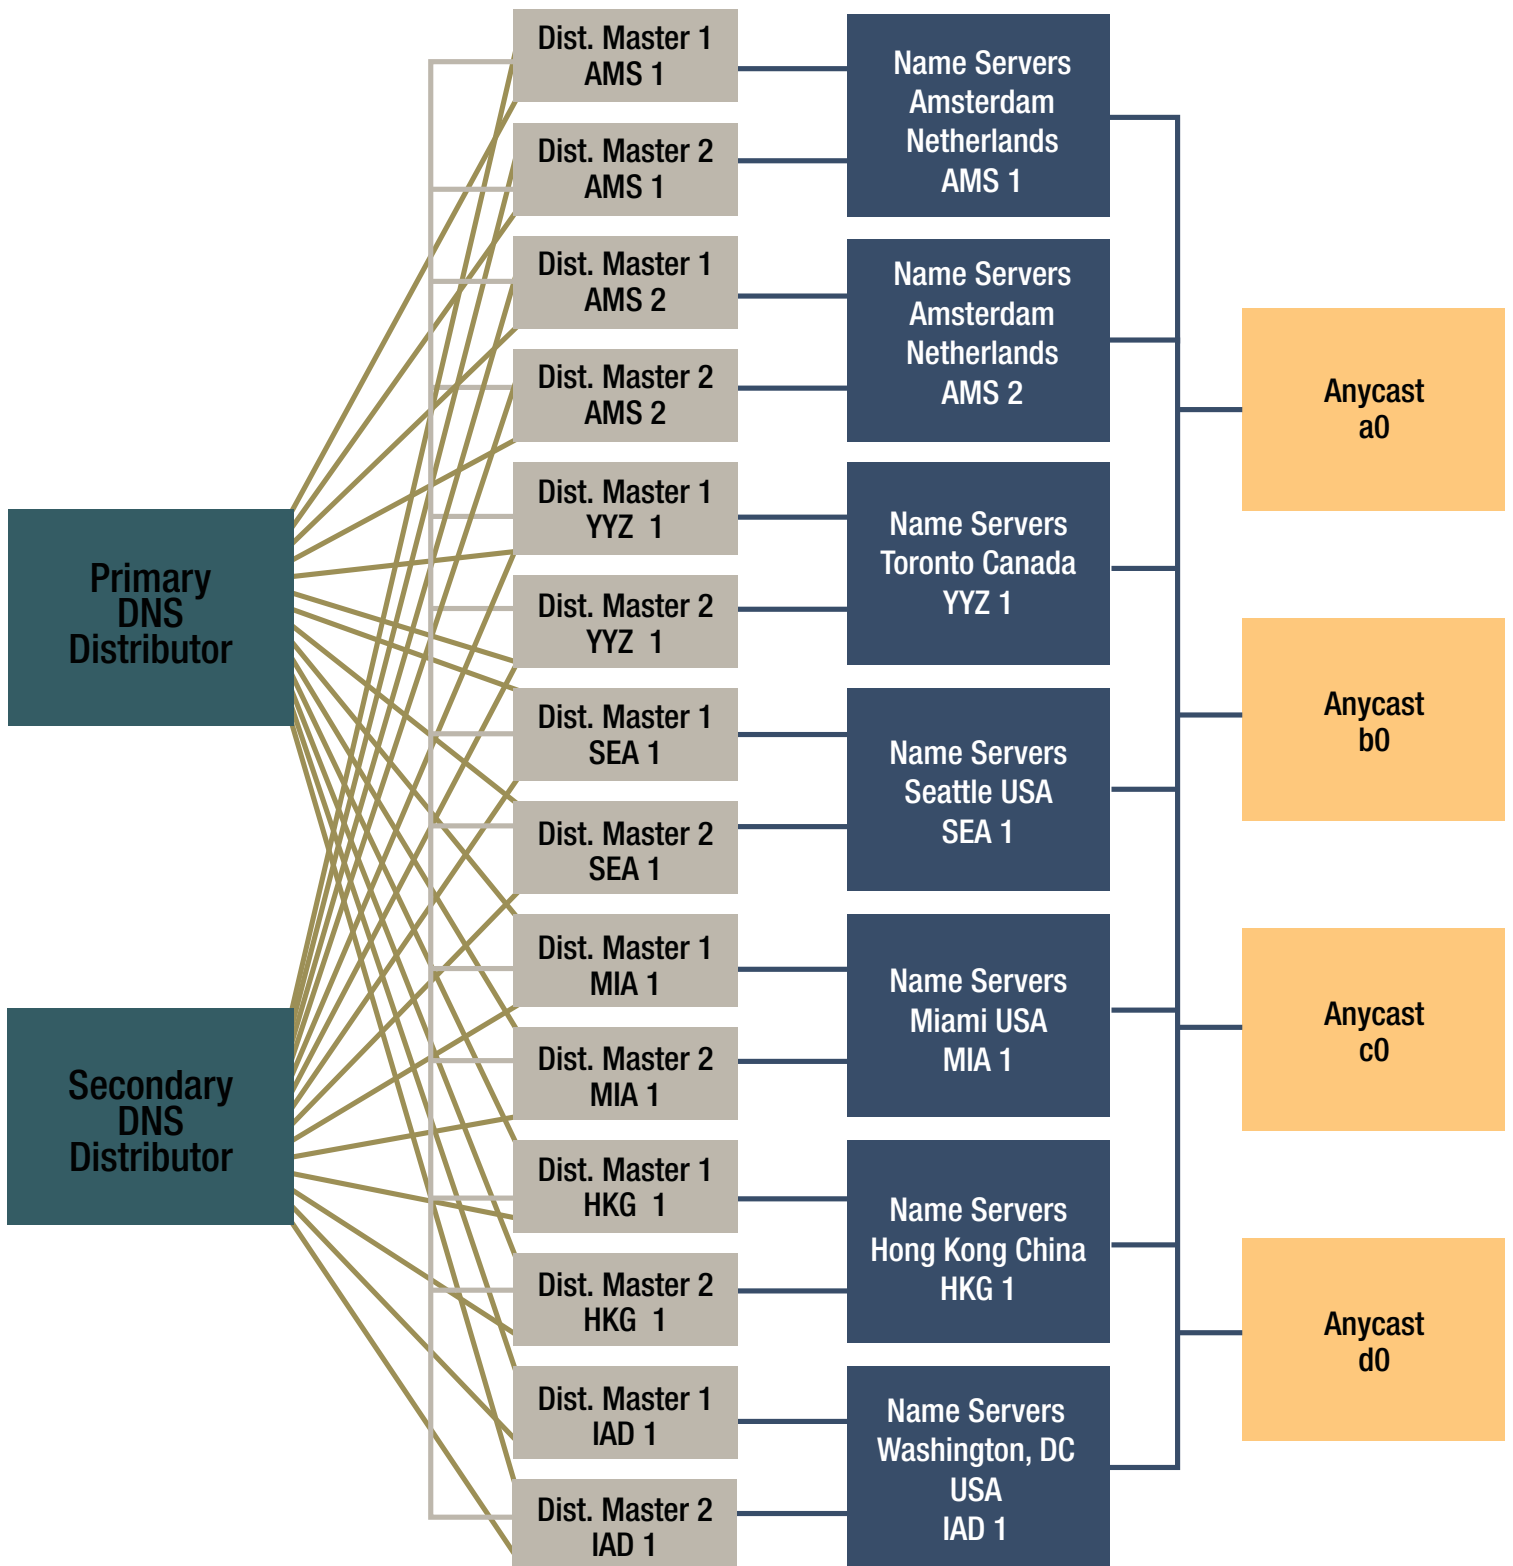 Primary
DNS
Distributor
Secondary
DNS
Distributor
Dist. Master 1
AMS 1
Dist. Master 2
AMS 1
Dist. Master 1
AMS 2
Dist. Master 2
AMS 2
Dist. Master 1
YYZ 1
Dist. Master 2
YYZ 1
Dist. Master 1
SEA 1
Dist. Master 2
SEA 1
Dist. Master 1
MIA 1
Dist. Master 2
MIA 1
Dist. Master 1
HKG 1
Dist. Master 2
HKG 1
Dist. Master 1
IAD 1
Dist. Master 2
IAD 1
Name Servers
Amsterdam
Netherlands
AMS 1
Name Servers
Amsterdam
Netherlands
AMS 2
Name Servers
Toronto Canada
YYZ 1
Name Servers
Seattle USA
SEA 1
Name Servers
Miami USA
MIA 1
Name Servers
Hong Kong China
HKG 1
Name Servers
Washington, DC
USA
IAD 1
Anycast
a0
Anycast
b0
Anycast
c0
Anycast
d0